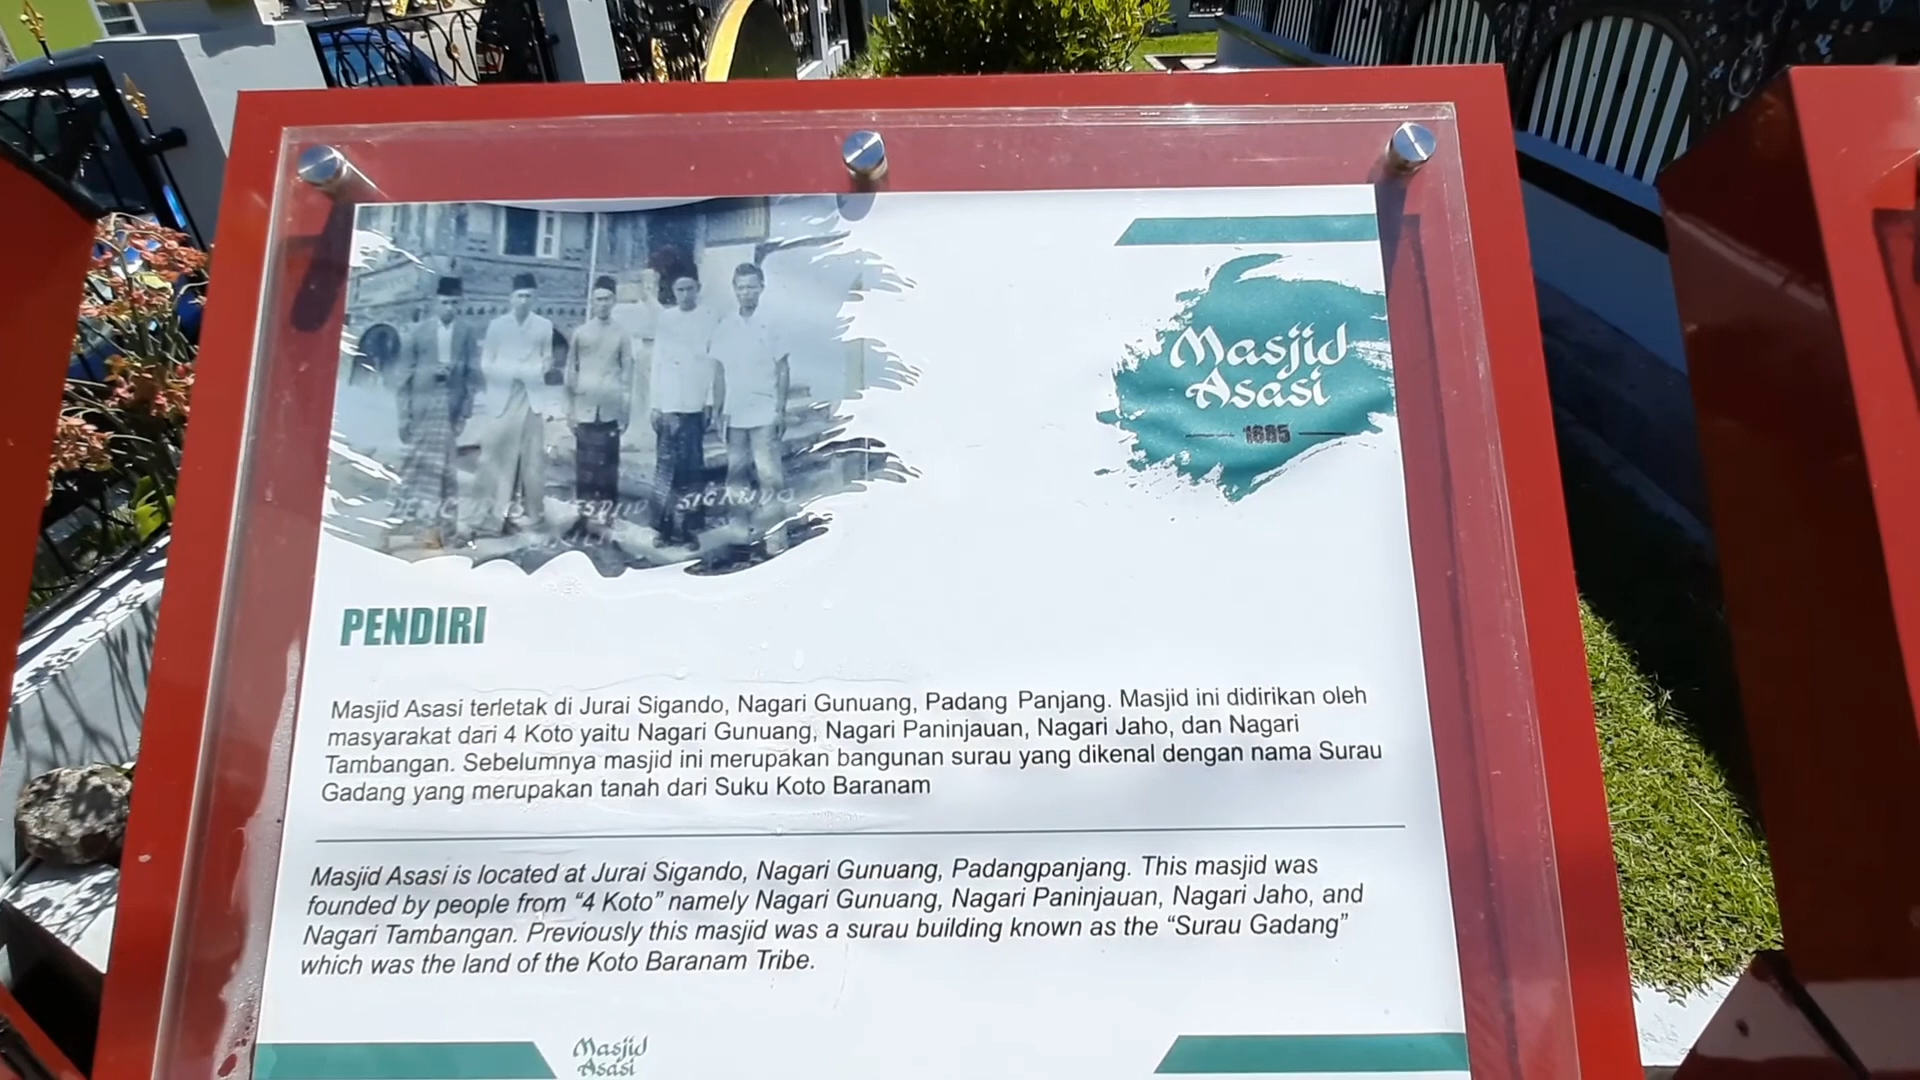 Masjid
Asasi
1685
MESDJID SIGANDO
PENDIRI
Masjid Asasi terletak di Jurai Sigando, Nagari Gunuang, Padang Panjang. Masjid ini didirikan oleh
masyarakat dari 4 Koto yaitu Nagari Gunuang, Nagari Paninjauan, Nagari Jaho, dan Nagari
Tambangan. Sebelumnya masjid ini merupakan bangunan surau yang dikenal dengan nama Surau
Gadang yang merupakan tanah dari Suku Koto Baranam
Masjid Asasi is located at Jurai Sigando, Nagari Gunuang, Padangpanjang. This masjid was
founded by people from “4 Koto” namely Nagari Gunuang, Nagari Paninjauan, Nagari Jaho, and
Nagari Tambangan. Previously this masjid was a surau building known as the “Surau Gadang”
which was the land of the Koto Baranam Tribe.
Masjid
Asasi